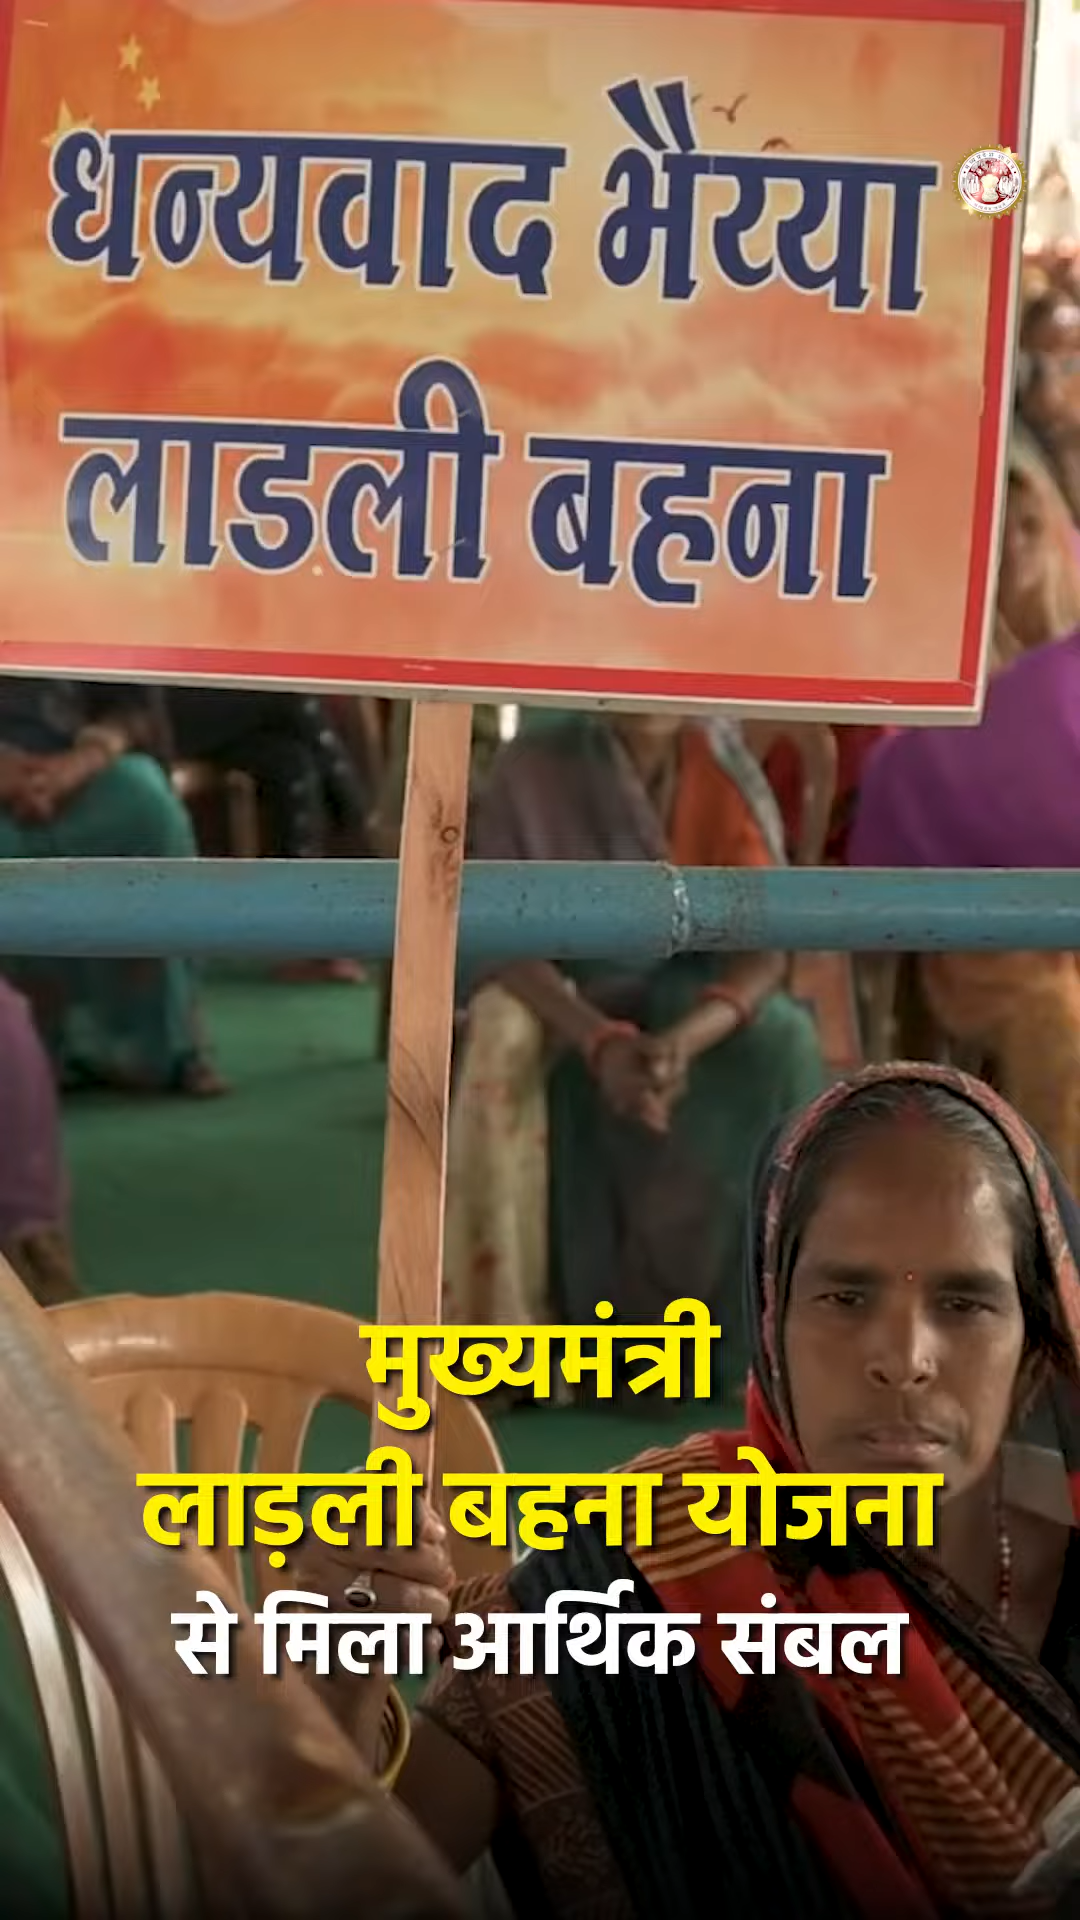 धन्यवाद भैय्या
लाडली बहना
मुख्यमंत्री
लाड़ली बहना योजना
से मिला आर्थिक संबल